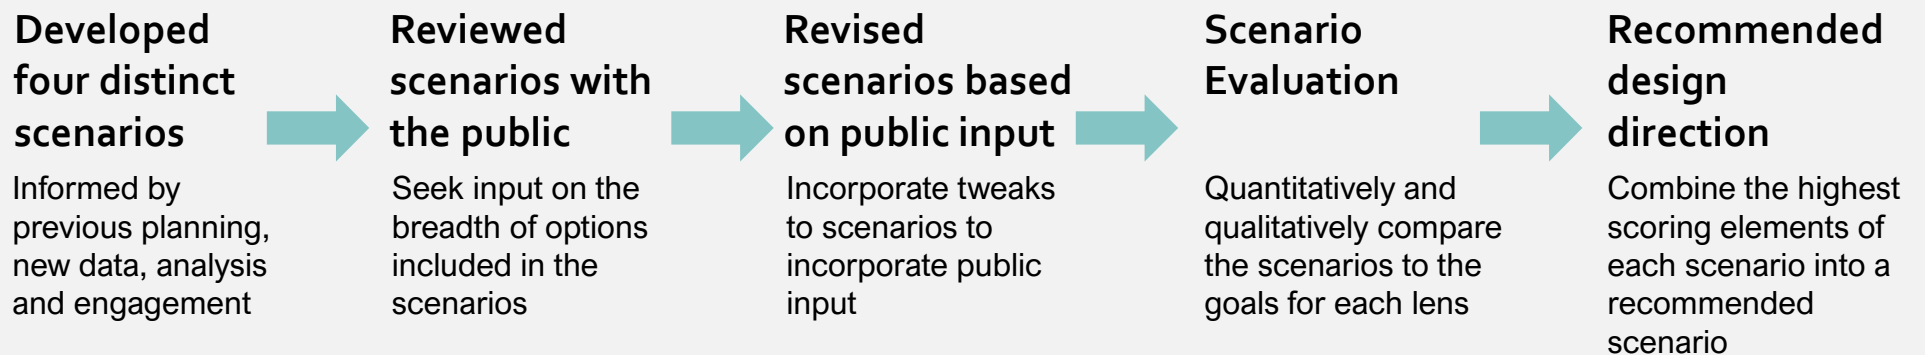 Developed
four distinct
scenarios
Informed by
previous planning,
new data, analysis
and engagement
Reviewed
scenarios with
the public
Seek input on the
breadth of options
included in the
scenarios
Revised
scenarios based
on public input
Incorporate tweaks
to scenarios to
incorporate public
input
Scenario
Evaluation
Quantitatively and
qualitatively compare
the scenarios to the
goals for each lens
Recommended
design
direction
Combine the highest
scoring elements of
each scenario into a
recommended
scenario